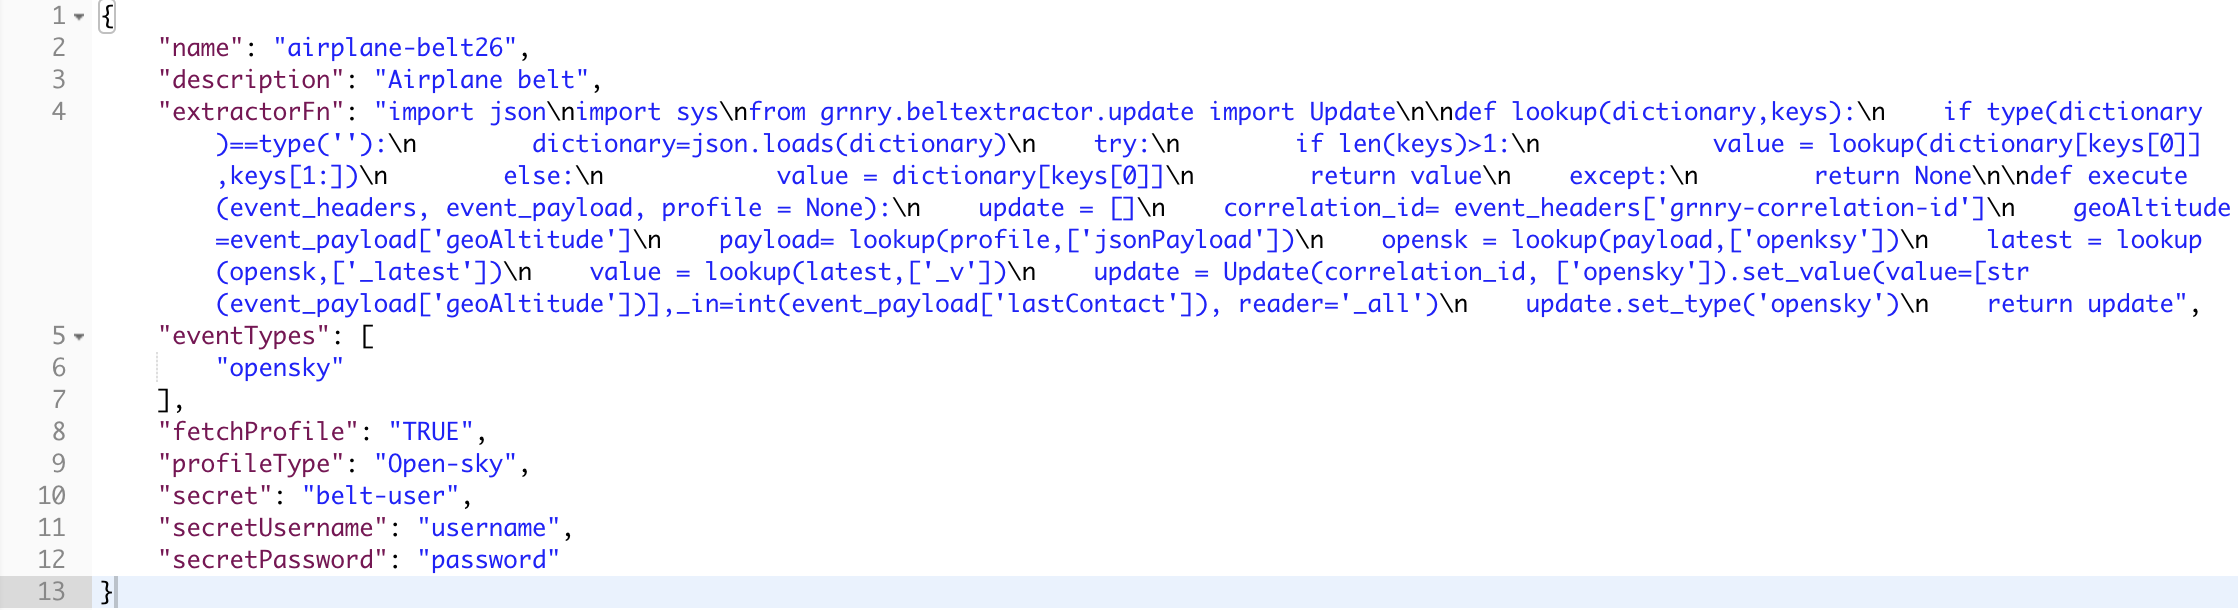 1 {
2 "name": "airplane-belt26",
3 "description": "Airplane belt",
4 "extractorFn": "import json\nimport sys\nfrom grnry.beltextractor.update import Update\n\ndef lookup(dictionary,keys):\n    if type(dictionary
)==type(''):\n        dictionary=json.loads(dictionary)\n    try:\n        if len(keys)>1:\n            value = lookup(dictionary[keys[0]]
,keys[1:])\n        else:\n            value = dictionary[keys[0]]\n        return value\n    except:\n        return None\n\ndef execute
(event_headers, event_payload, profile = None):\n    update = []\n    correlation_id= event_headers['grnry-correlation-id']\n    geoAltitude
=event_payload['geoAltitude']\n    payload= lookup(profile,['jsonPayload'])\n    opensk = lookup(payload,['openksy'])\n    latest = lookup
(opensk,['_latest'])\n    value = lookup(latest,['_v'])\n    update = Update(correlation_id, ['opensky']).set_value(value=[str
(event_payload['geoAltitude'])],_in=int(event_payload['lastContact']), reader='_all')\n    update.set_type('opensky')\n    return update",
5 "eventTypes": [
6 "opensky"
7 ],
8 "fetchProfile": "TRUE",
9 "profileType": "Open-sky",
10 "secret": "belt-user",
11 "secretUsername": "username",
12 "secretPassword": "password"
13 }